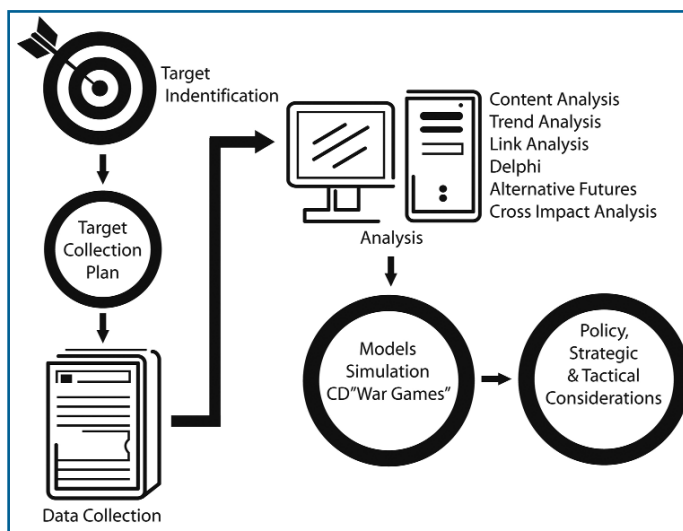 Target
Indentification
Target
Collection
Plan
Data Collection
Content Analysis
Trend Analysis
Link Analysis
Delphi
Alternative Futures
Cross Impact Analysis
Analysis
Models
Simulation
CD"War Games"
Policy,
Strategic
& Tactical
Considerations